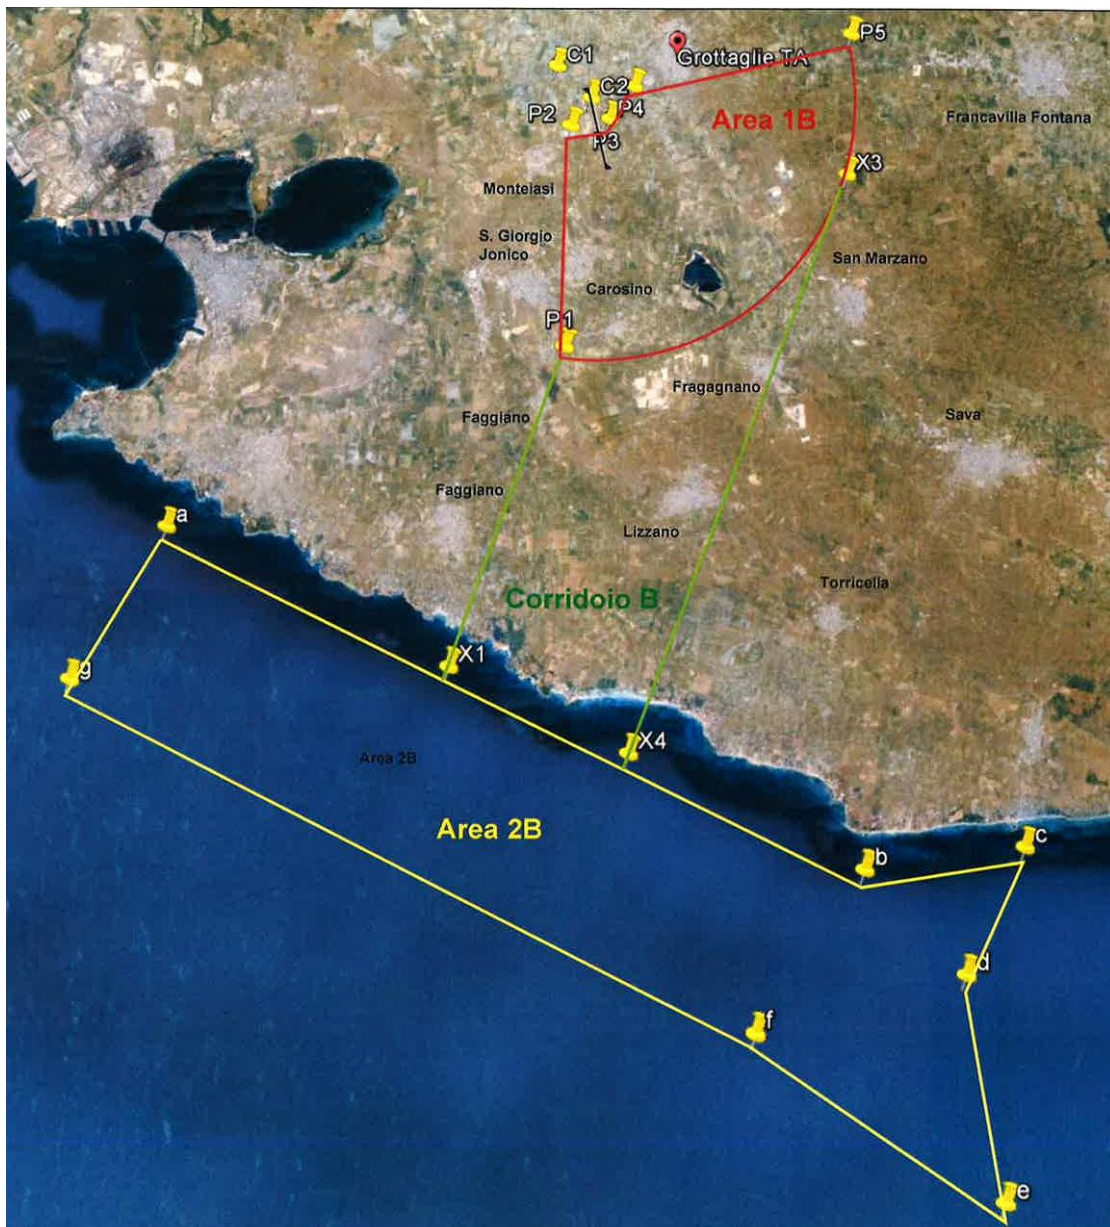 P5
C1
Grottaglie TA
C2
P2
P4
Area 1B
Francavilla Fontana
P3
X3
Monteiasi
S. Giorgio
Jonico
San Marzano
Carosino
P1
Fragagnano
Faggiano
Sava
Faggiano
a
Lizzano
Torricella
Corridoio B
X1
g
X4
Area 2B
Area 2B
c
b
d
f
e